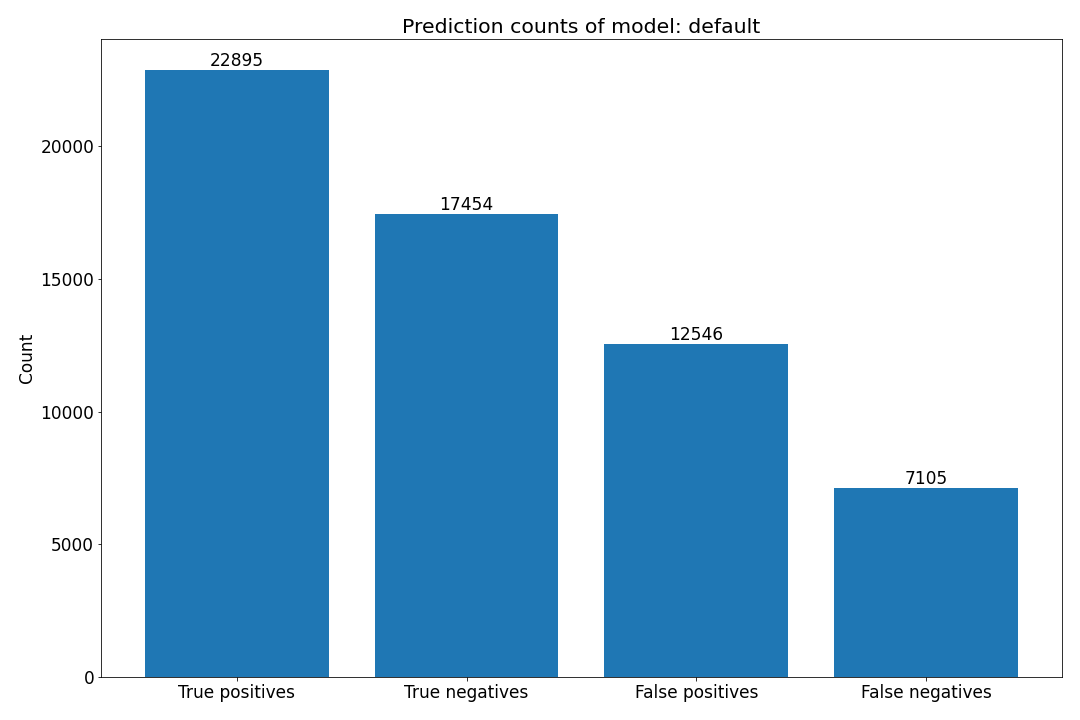 Prediction counts of model: default
22895
17454
12546
7105
Count
20000
15000
10000
5000
0
True positives
True negatives
False positives
False negatives